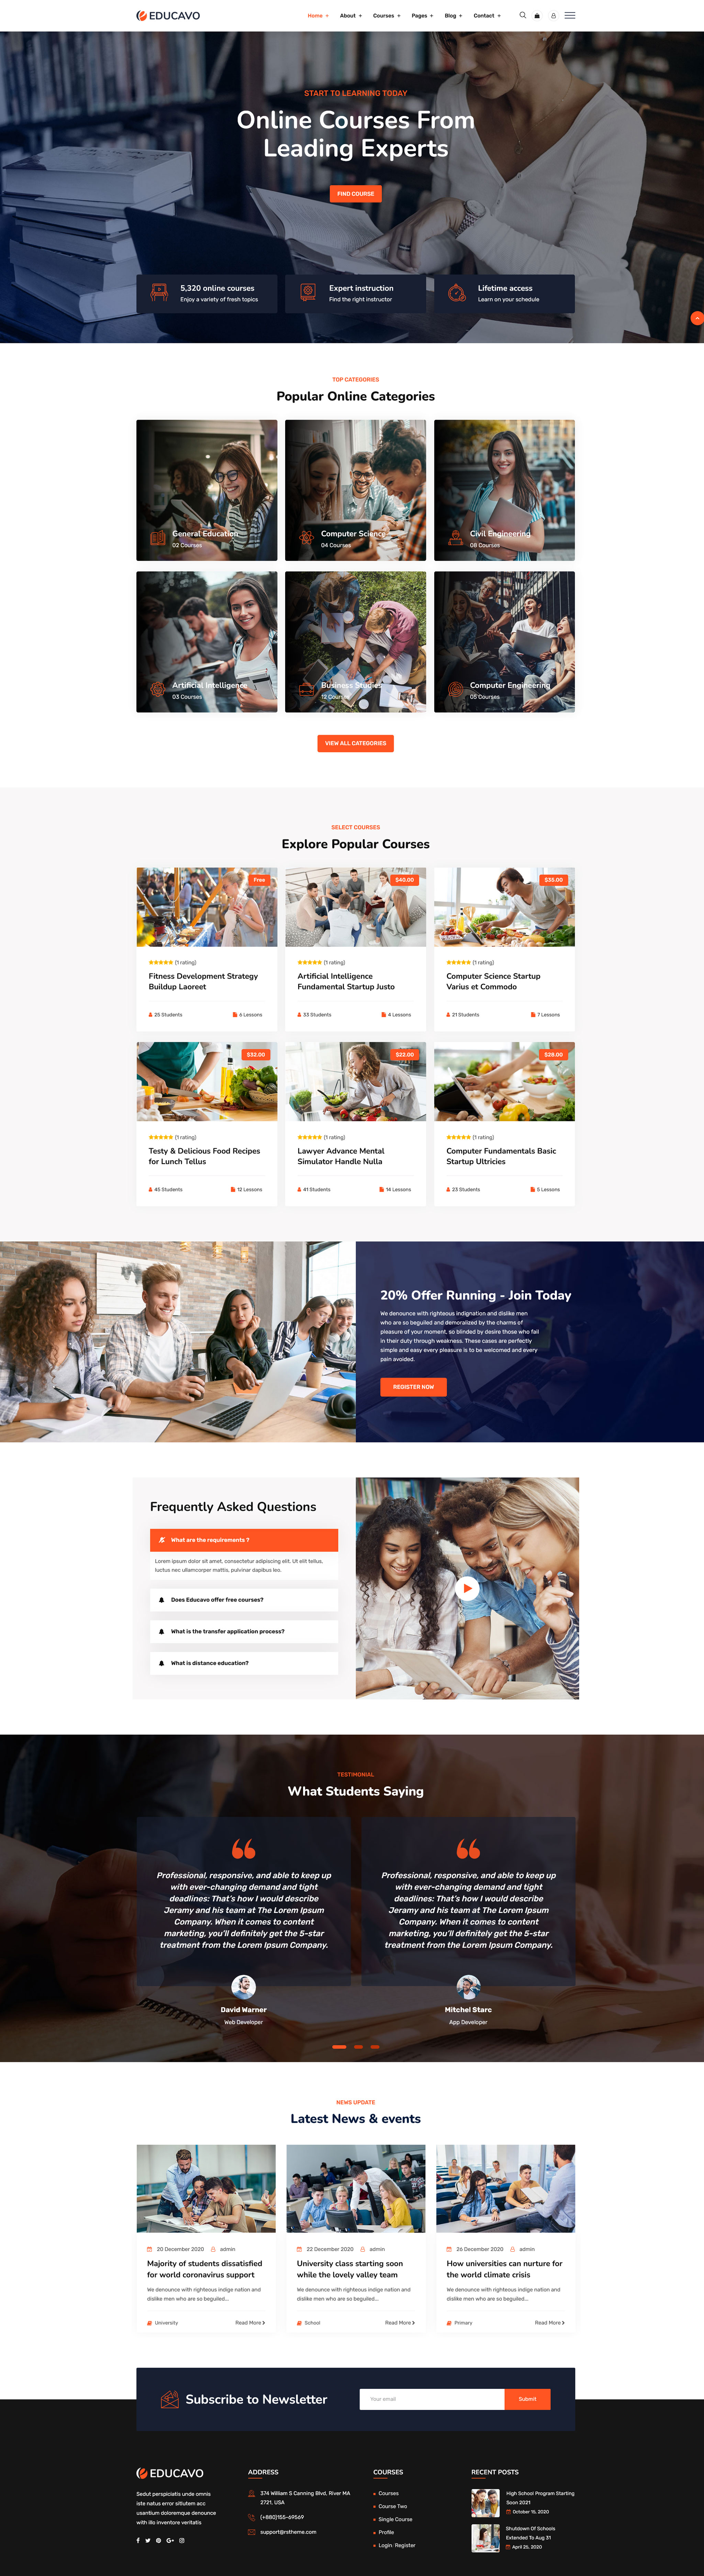 EDUCAVO
Home + About + Courses + Pages + Blog + Contact +
START TO LEARNING TODAY
Online Courses From
Leading Experts
FIND COURSE
5,320 online courses
Enjoy a variety of fresh topics
Expert instruction
Find the right instructor
Lifetime access
Learn on your schedule
TOP CATEGORIES
Popular Online Categories
General Education
02 Courses
Computer Science
04 Courses
Civil Engineering
08 Courses
Artificial Intelligence
03 Courses
Business Studies
12 Courses
Computer Engineering
05 Courses
VIEW ALL CATEGORIES
SELECT COURSES
Explore Popular Courses
Free
(1 rating)
Fitness Development Strategy
Buildup Laoreet
25 Students
6 Lessons
$40.00
(1 rating)
Artificial Intelligence
Fundamental Startup Justo
33 Students
4 Lessons
$35.00
(1 rating)
Computer Science Startup
Varius et Commodo
21 Students
7 Lessons
$32.00
(1 rating)
Testy & Delicious Food Recipes
for Lunch Tellus
45 Students
12 Lessons
$22.00
(1 rating)
Lawyer Advance Mental
Simulator Handle Nulla
41 Students
14 Lessons
$28.00
(1 rating)
Computer Fundamentals Basic
Startup Ultricies
23 Students
5 Lessons
20% Offer Running - Join Today
We denounce with righteous indignation and dislike men
who are so beguiled and demoralized by the charms of
pleasure of your moment, so blinded by desire those who fail
in their duty through weakness. These cases are perfectly
simple and easy every pleasure is to be welcomed and every
pain avoided.
REGISTER NOW
Frequently Asked Questions
What are the requirements ?
Lorem ipsum dolor sit amet, consectetur adipiscing elit. Ut elit tellus,
luctus nec ullamcorper mattis, pulvinar dapibus leo.
Does Educavo offer free courses?
What is the transfer application process?
What is distance education?
TESTIMONIAL
What Students Saying
Professional, responsive, and able to keep up
with ever-changing demand and tight
deadlines: That's how I would describe
Jeramy and his team at The Lorem Ipsum
Company. When it comes to content
marketing, you'll definitely get the 5-star
treatment from the Lorem Ipsum Company.
David Warner
Web Developer
Professional, responsive, and able to keep up
with ever-changing demand and tight
deadlines: That's how I would describe
Jeramy and his team at The Lorem Ipsum
Company. When it comes to content
marketing, you'll definitely get the 5-star
treatment from the Lorem Ipsum Company.
Mitchel Starc
App Developer
NEWS UPDATE
Latest News & events
20 December 2020 admin
Majority of students dissatisfied
for world coronavirus support
We denounce with righteous indige nation and
dislike men who are so beguiled...
University
Read More
22 December 2020 admin
University class starting soon
while the lovely valley team
We denounce with righteous indige nation and
dislike men who are so beguiled...
School
Read More
26 December 2020 admin
How universities can nurture for
the world climate crisis
We denounce with righteous indige nation and
dislike men who are so beguiled...
Primary
Read More
Subscribe to Newsletter
Your email
Submit
EDUCAVO
Sedut perspiciatis unde omnis
iste natus error sittutem acc
usantium doloremque denounce
with illo inventore veritatis
ADDRESS
374 William S Canning Blvd, River MA
2721, USA
(+880)155-69569
support@rstheme.com
COURSES
Courses
Course Two
Single Course
Profile
Login Register
RECENT POSTS
High School Program Starting
Soon 2021
October 15, 2020
Shutdown Of Schools
Extended To Aug 31
April 25, 2020